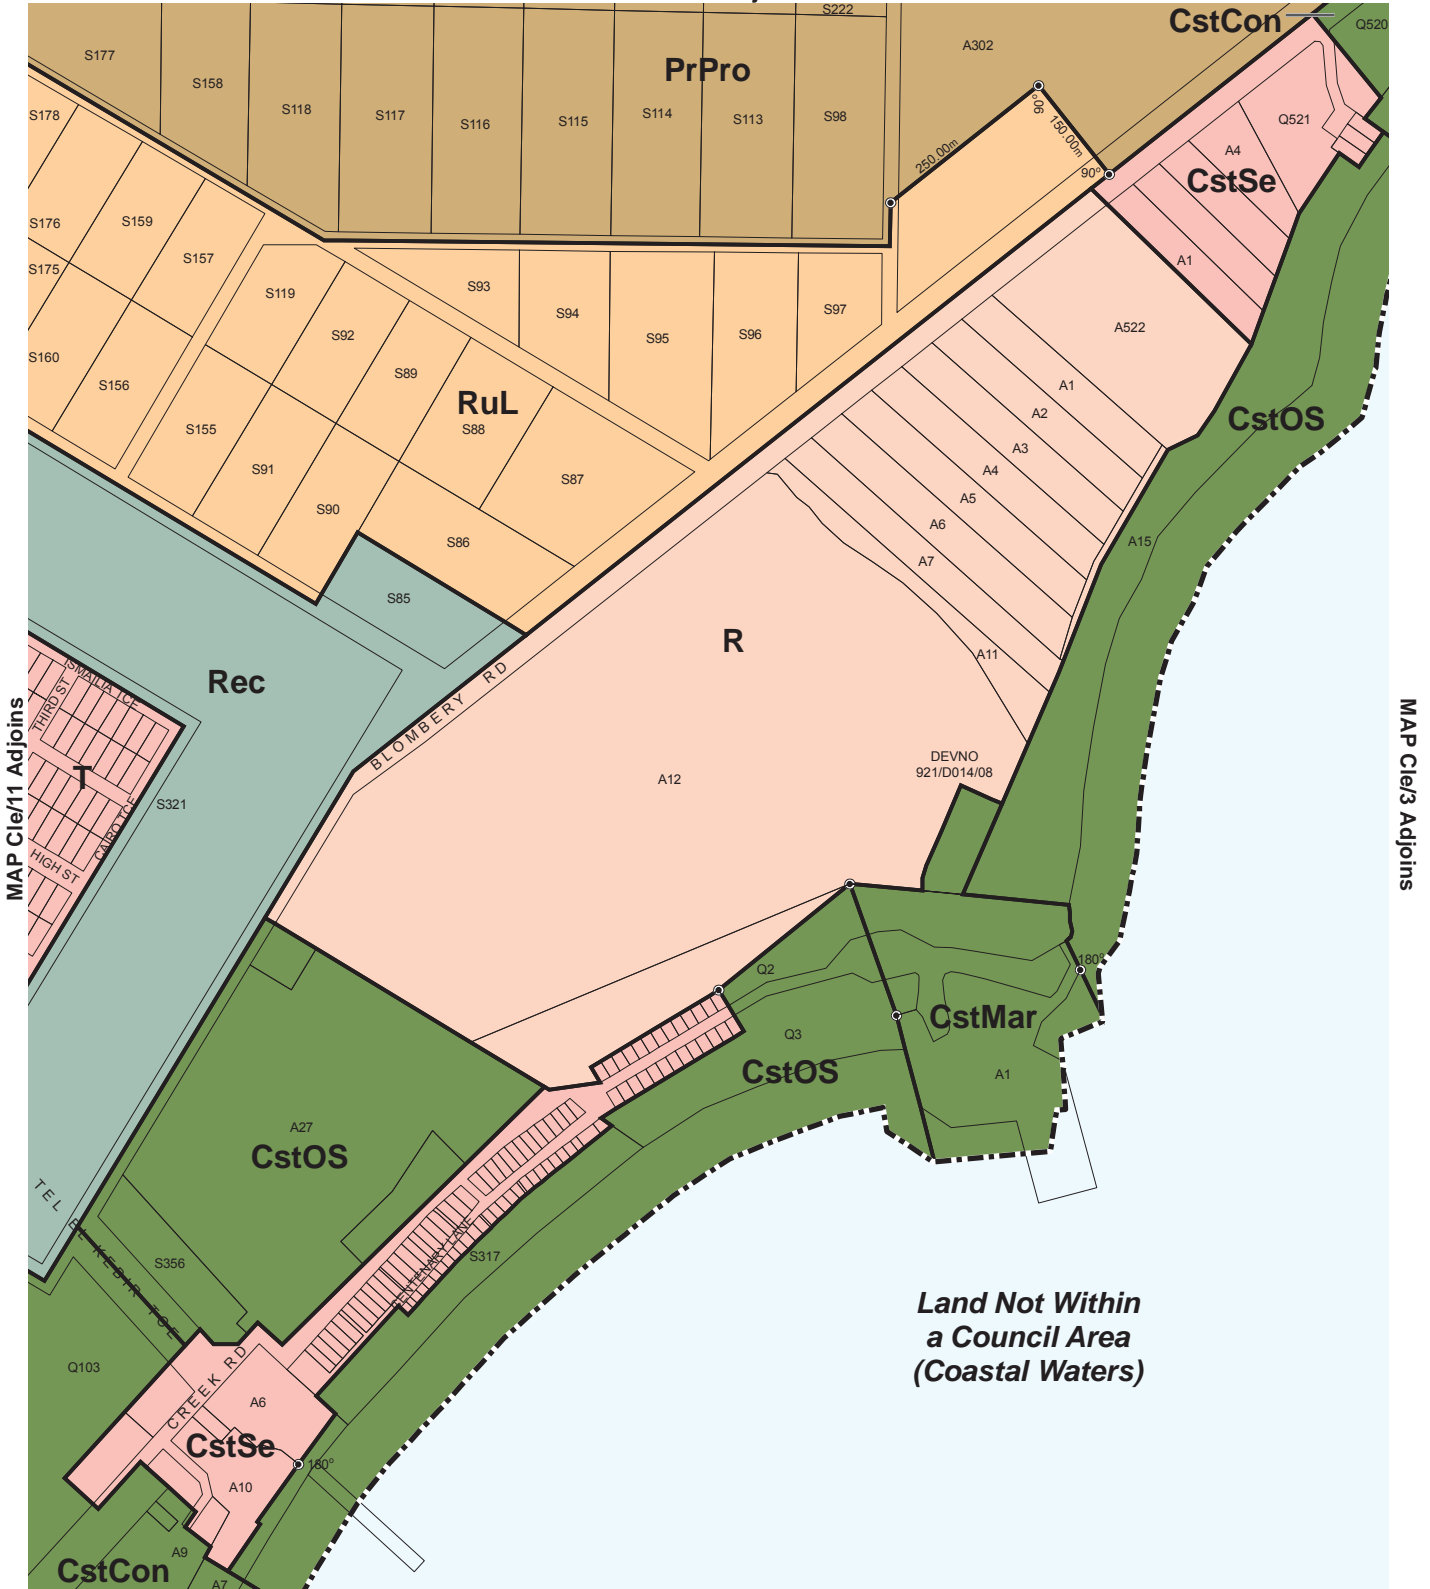 S222
CstCon
Q520
S177
S158
S118
S117
S116
S115
S114
S113
S98
PrPro
A302
90°
150.00m
250.00m
90°
Q521
A4
CstSe
A1
S178
S176
S175
S160
S159
S157
S156
S119
S92
S89
S93
S94
S95
S96
S97
RuL
S88
S87
S155
S91
S90
S86
S85
A522
A1
A2
A3
A4
A5
A6
A7
A11
A15
CstOS
R
Rec
BLOMBERY RD
ISMAILIA TCE
THIRD ST
T
CAIRO TCE
HIGH ST
S321
MAP Cle/11 Adjoins
MAP Cle/3 Adjoins
A12
DEVNO
921/D014/08
Q2
Q3
CstOS
180°
CstMar
A1
A27
CstOS
TEL EL KEBIR TCE
S356
CENTENARY LANE
S317
Land Not Within
a Council Area
(Coastal Waters)
Q103
CREEK RD
A6
CstSe
180°
A10
A9
CstCon
A7